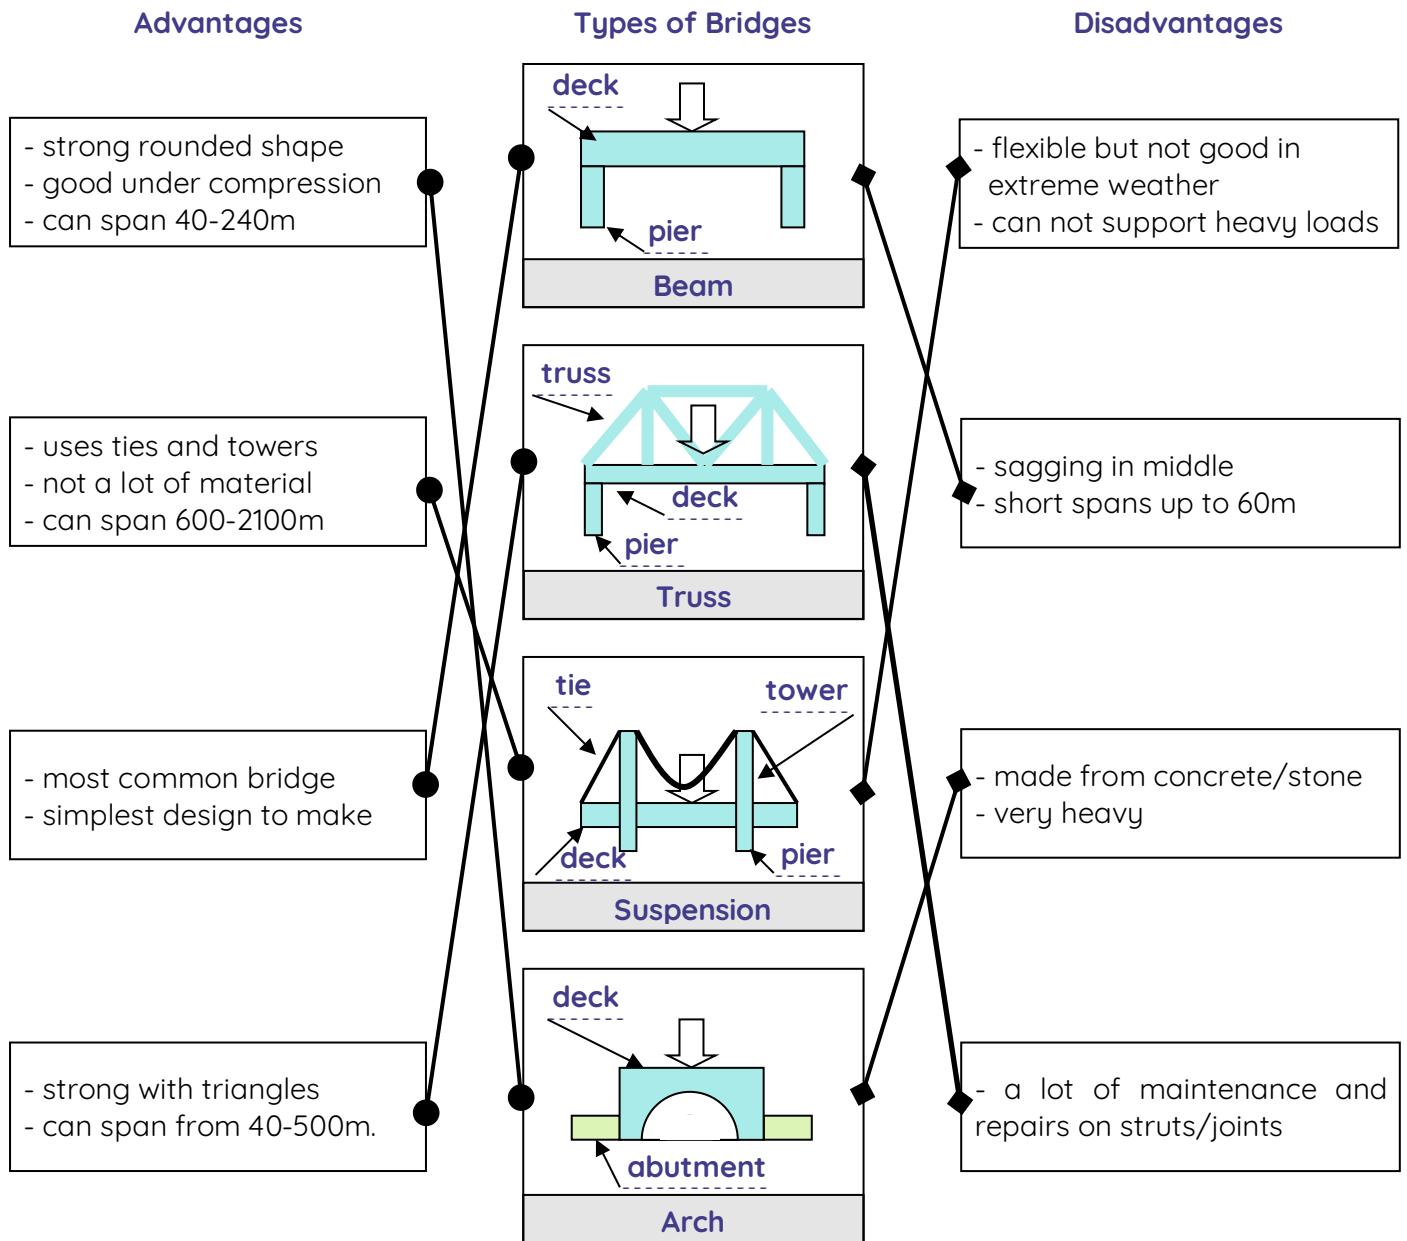 Advantages
Types of Bridges
Disadvantages
- strong rounded shape
- good under compression
- can span 40-240m
- uses ties and towers
- not a lot of material
- can span 600-2100m
- most common bridge
- simplest design to make
- strong with triangles
- can span from 40-500m.
deck
pier
Beam
truss
deck
pier
Truss
tie
tower
deck
pier
Suspension
deck
abutment
Arch
- flexible but not good in
extreme weather
- can not support heavy loads
- sagging in middle
- short spans up to 60m
- made from concrete/stone
- very heavy
- a lot of maintenance and
repairs on struts/joints